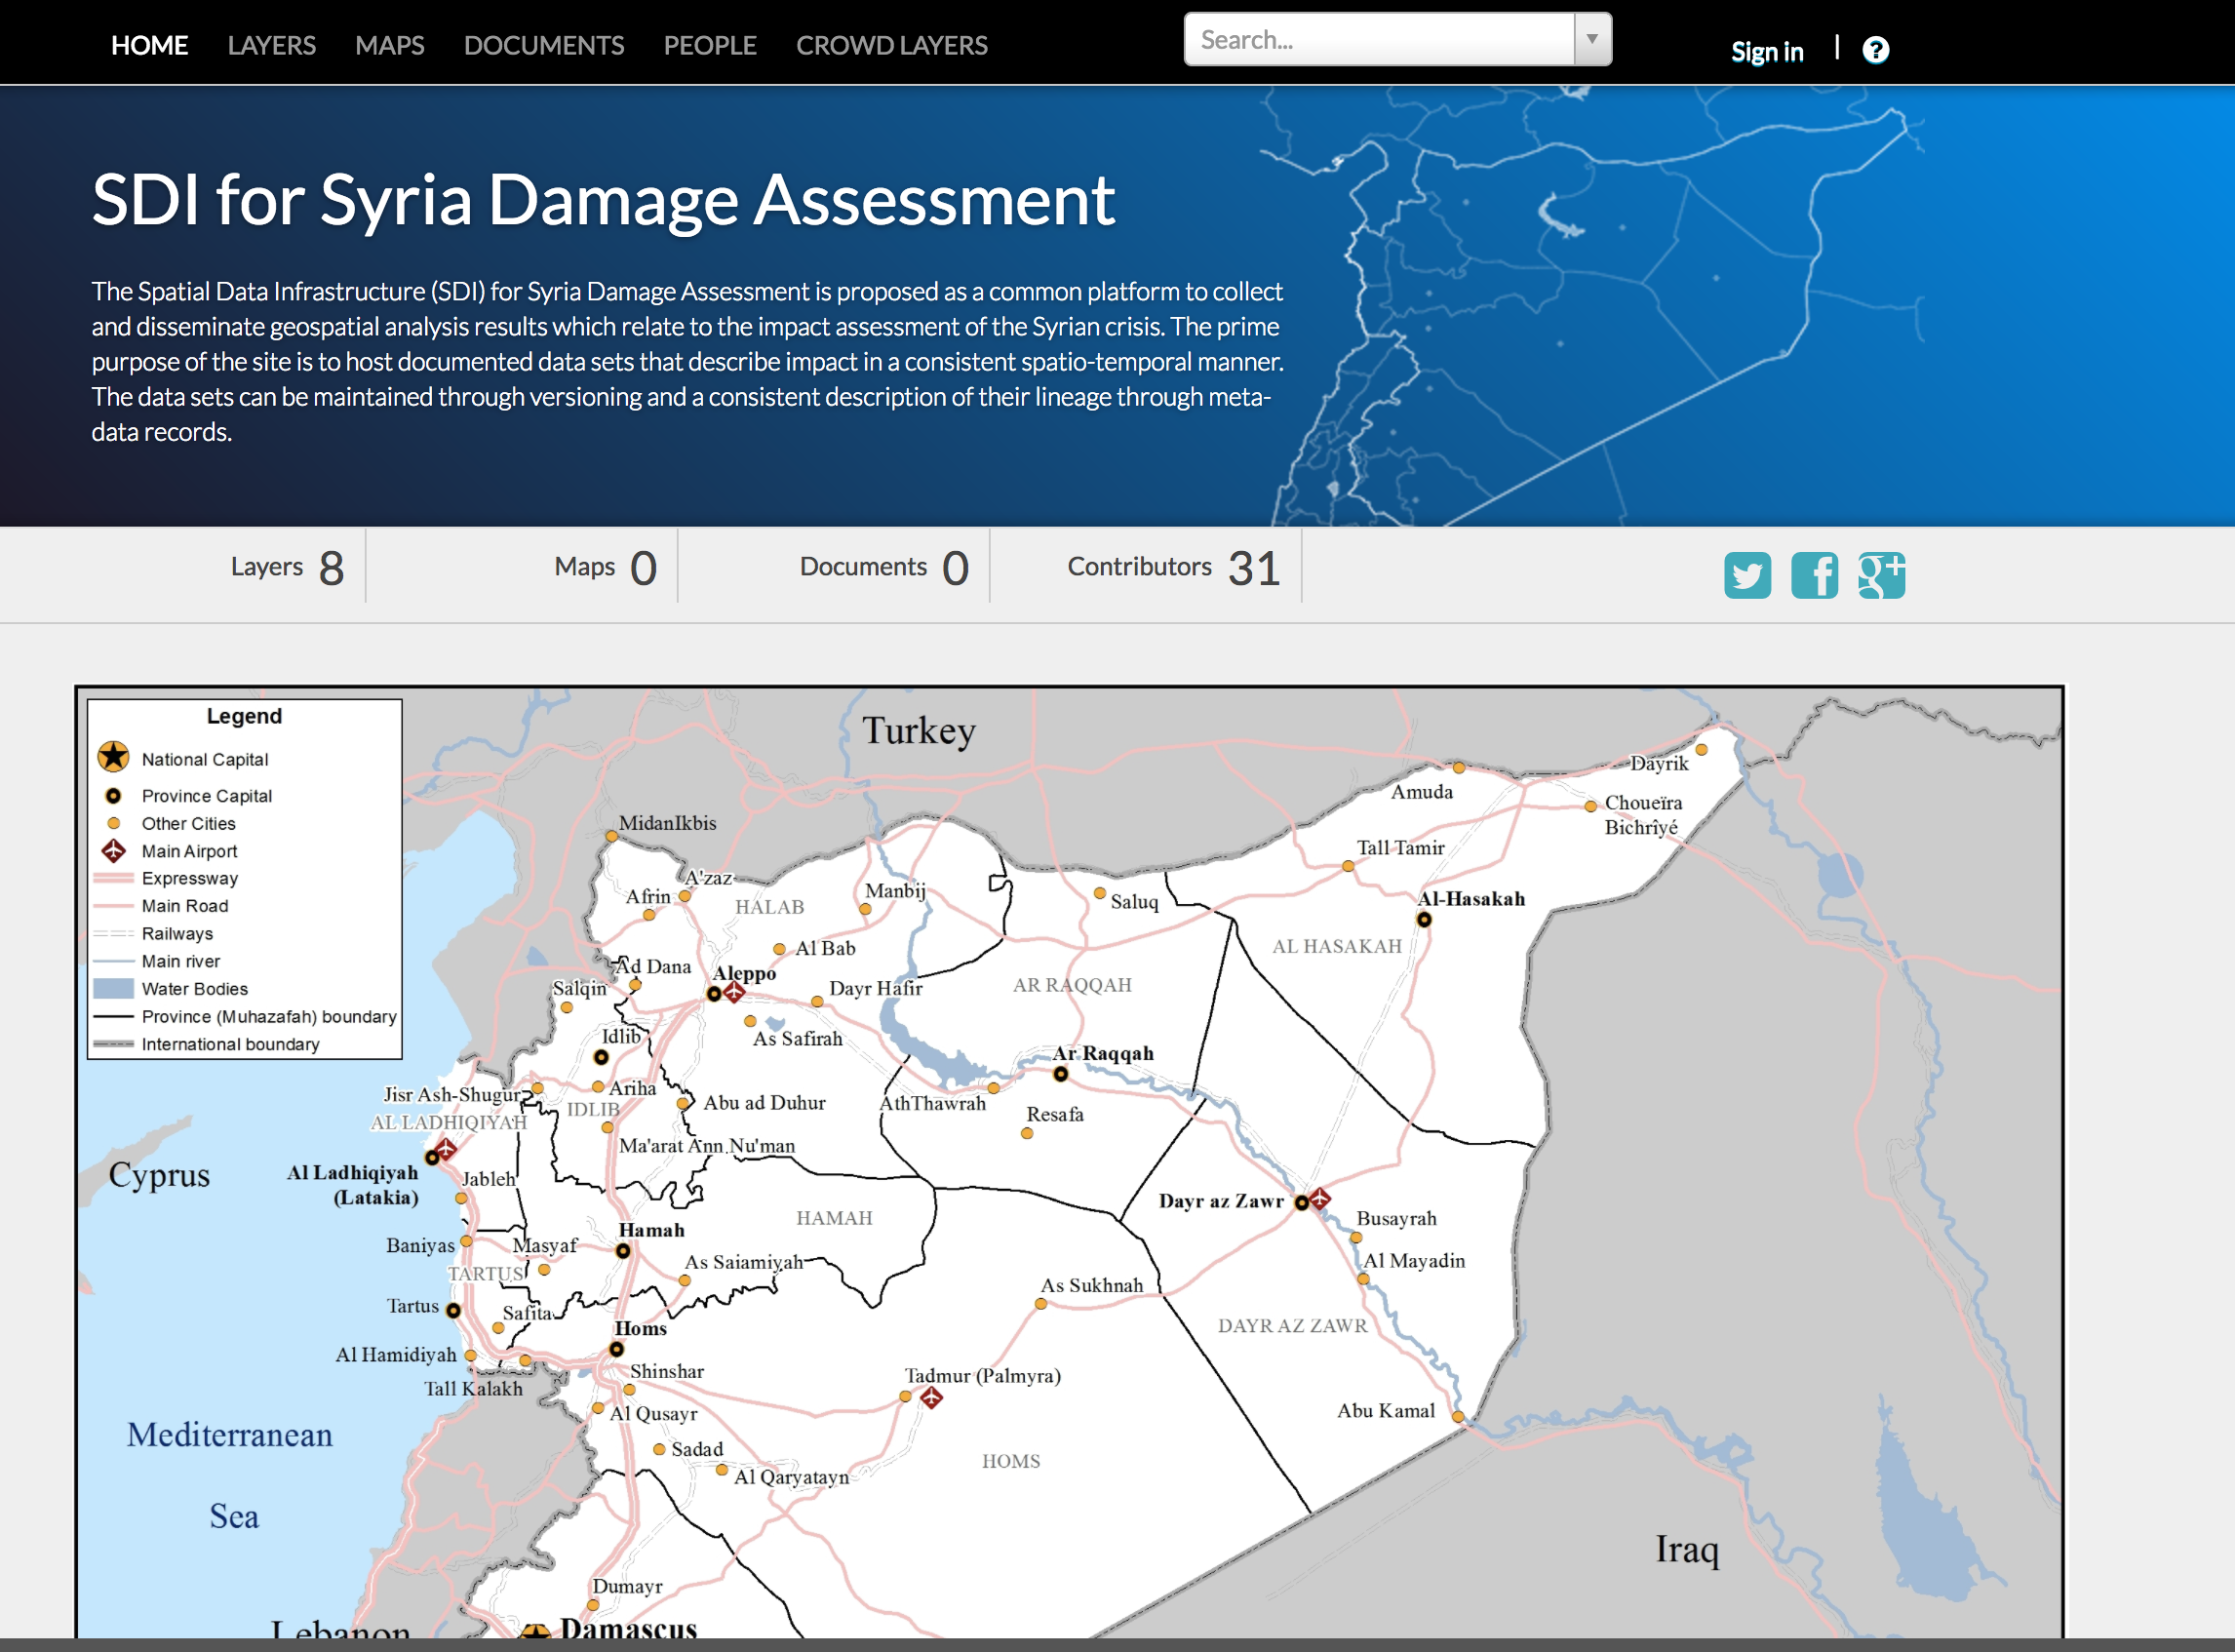 HOME LAYERS MAPS DOCUMENTS PEOPLE CROWD LAYERS Search... Sign in | ?
SDI for Syria Damage Assessment
The Spatial Data Infrastructure (SDI) for Syria Damage Assessment is proposed as a common platform to collect
and disseminate geospatial analysis results which relate to the impact assessment of the Syrian crisis. The prime
purpose of the site is to host documented data sets that describe impact in a consistent spatio-temporal manner.
The data sets can be maintained through versioning and a consistent description of their lineage through meta-
data records.
Layers 8 Maps 0 Documents 0 Contributors 31
Legend
National Capital
Province Capital
Other Cities
Main Airport
Expressway
Main Road
Railways
Main river
Water Bodies
Province (Muhazafah) boundary
International boundary
Turkey
Dayrik
Amuda
Choueïra
Bichrîyé
MidanIkbis
Tall Tamir
A'zaz
Afrin
HALAB
Manbij
Saluq
Al-Hasakah
Al Bab
AL HASAKAH
Ad Dana
Aleppo
Salqin
Dayr Hafir
AR RAQQAH
Idlib
As Safirah
Ar Raqqah
Jisr Ash-Shugur
Ariha
Abu ad Duhur
AthThawrah
IDLIB
Resafa
AL LADHIQIYAH
Ma'arat Ann Nu'man
Cyprus
Al Ladhiqiyah
(Latakia)
Jableh
Dayr az Zawr
HAMAH
Busayrah
Hamah
Baniyas
Masyaf
As Saiamiyah
Al Mayadin
TARTUS
As Sukhnah
Tartus
Safita
Homs
DAYR AZ ZAWR
Al Hamidiyah
Shinshar
Tadmur (Palmyra)
Tall Kalakh
Al Qusayr
Abu Kamal
Mediterranean
Sea
Sadad
Al Qaryatayn
HOMS
Iraq
Dumayr
Lebanon
Damascus